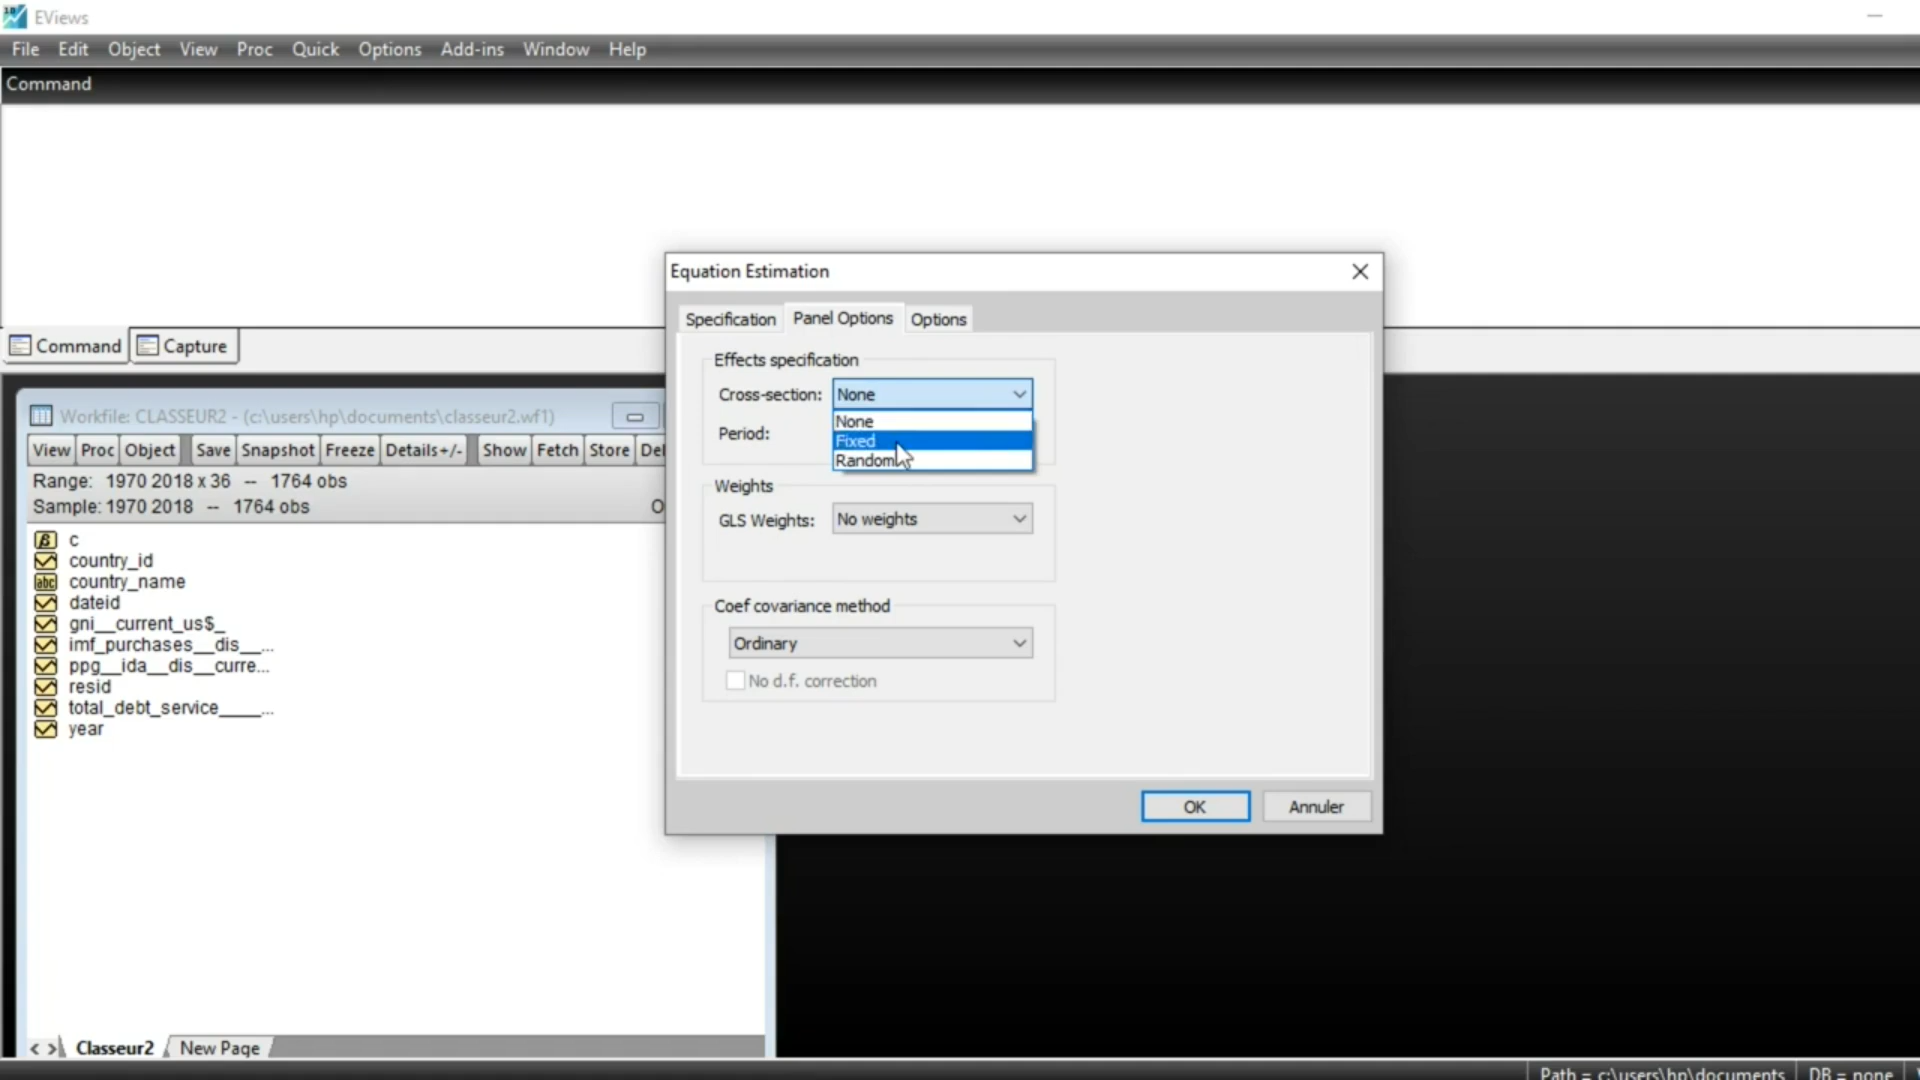 EViews
File Edit Object View Proc Quick Options Add-ins Window Help
Command
Command Capture
Workfile: CLASSEUR2 - (c:\users\hp\documents\classeur2.wf1)
View Proc Object Save Snapshot Freeze Details+/- Show Fetch Store Del
Range: 1970 2018 x 36 -- 1764 obs
Sample: 1970 2018 -- 1764 obs O
c
country_id
country_name
dateid
gni__current_us$_
imf_purchases__dis__...
ppg__ida__dis__curre...
resid
total_debt_service____...
year
Classeur2 New Page
Equation Estimation
Specification Panel Options Options
Effects specification
Cross-section: None
None
Period:
Fixed
Random
Weights
GLS Weights: No weights
Coef covariance method
Ordinary
No d.f. correction
OK Annuler
Path = c:\users\hp\documents DB = none